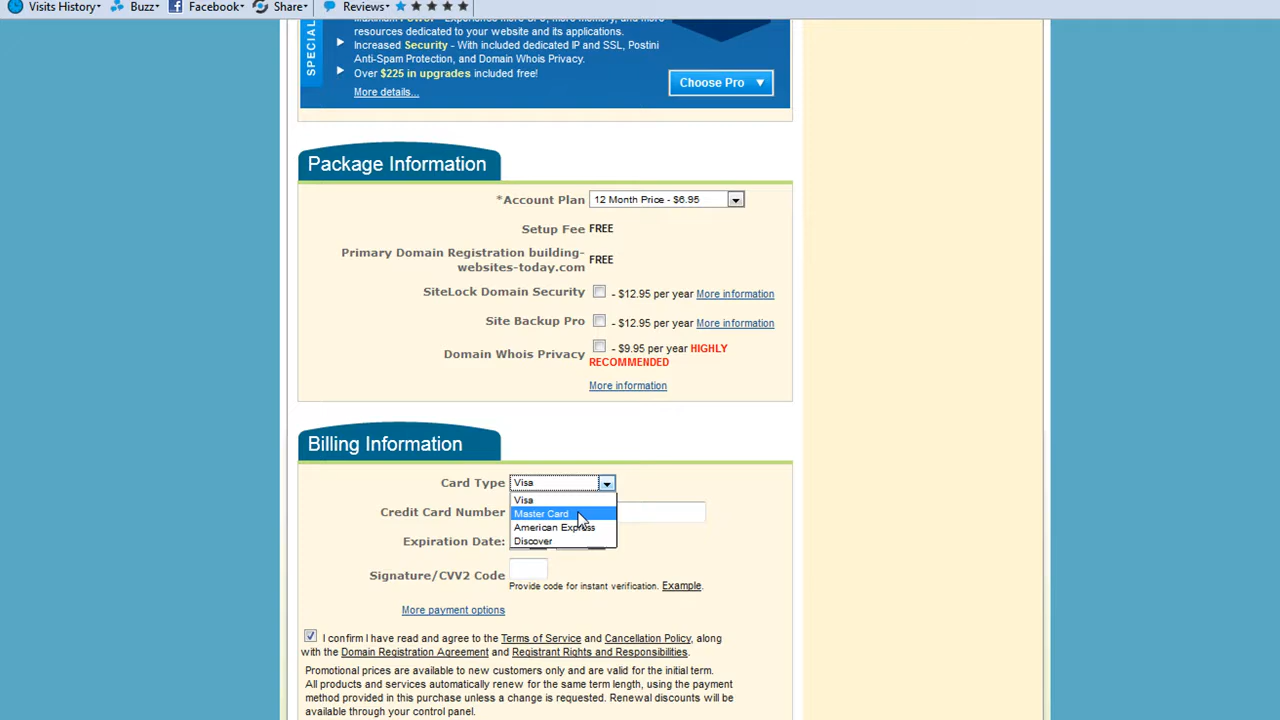 Visits History
Buzz
Facebook
Share
Reviews
Maximum Power - Experience more CPU, more memory, and more
resources dedicated to your website and its applications.
Increased Security - With included dedicated IP and SSL, Postini
Anti-Spam Protection, and Domain Whois Privacy.
Over $225 in upgrades included free!
More details...
SPECIAL
Choose Pro
Package Information
*Account Plan 12 Month Price - $6.95
Setup Fee FREE
Primary Domain Registration building-
websites-today.com FREE
SiteLock Domain Security - $12.95 per year More information
Site Backup Pro - $12.95 per year More information
Domain Whois Privacy - $9.95 per year HIGHLY
RECOMMENDED
More information
Billing Information
Card Type Visa
Visa
Master Card
American Express
Discover
Credit Card Number
Expiration Date:
Signature/CVV2 Code
Provide code for instant verification. Example.
More payment options
I confirm I have read and agree to the Terms of Service and Cancellation Policy, along
with the Domain Registration Agreement and Registrant Rights and Responsibilities.
Promotional prices are available to new customers only and are valid for the initial term.
All products and services automatically renew for the same term length, using the payment
method provided in this purchase unless a change is requested. Renewal discounts will be
available through your control panel.